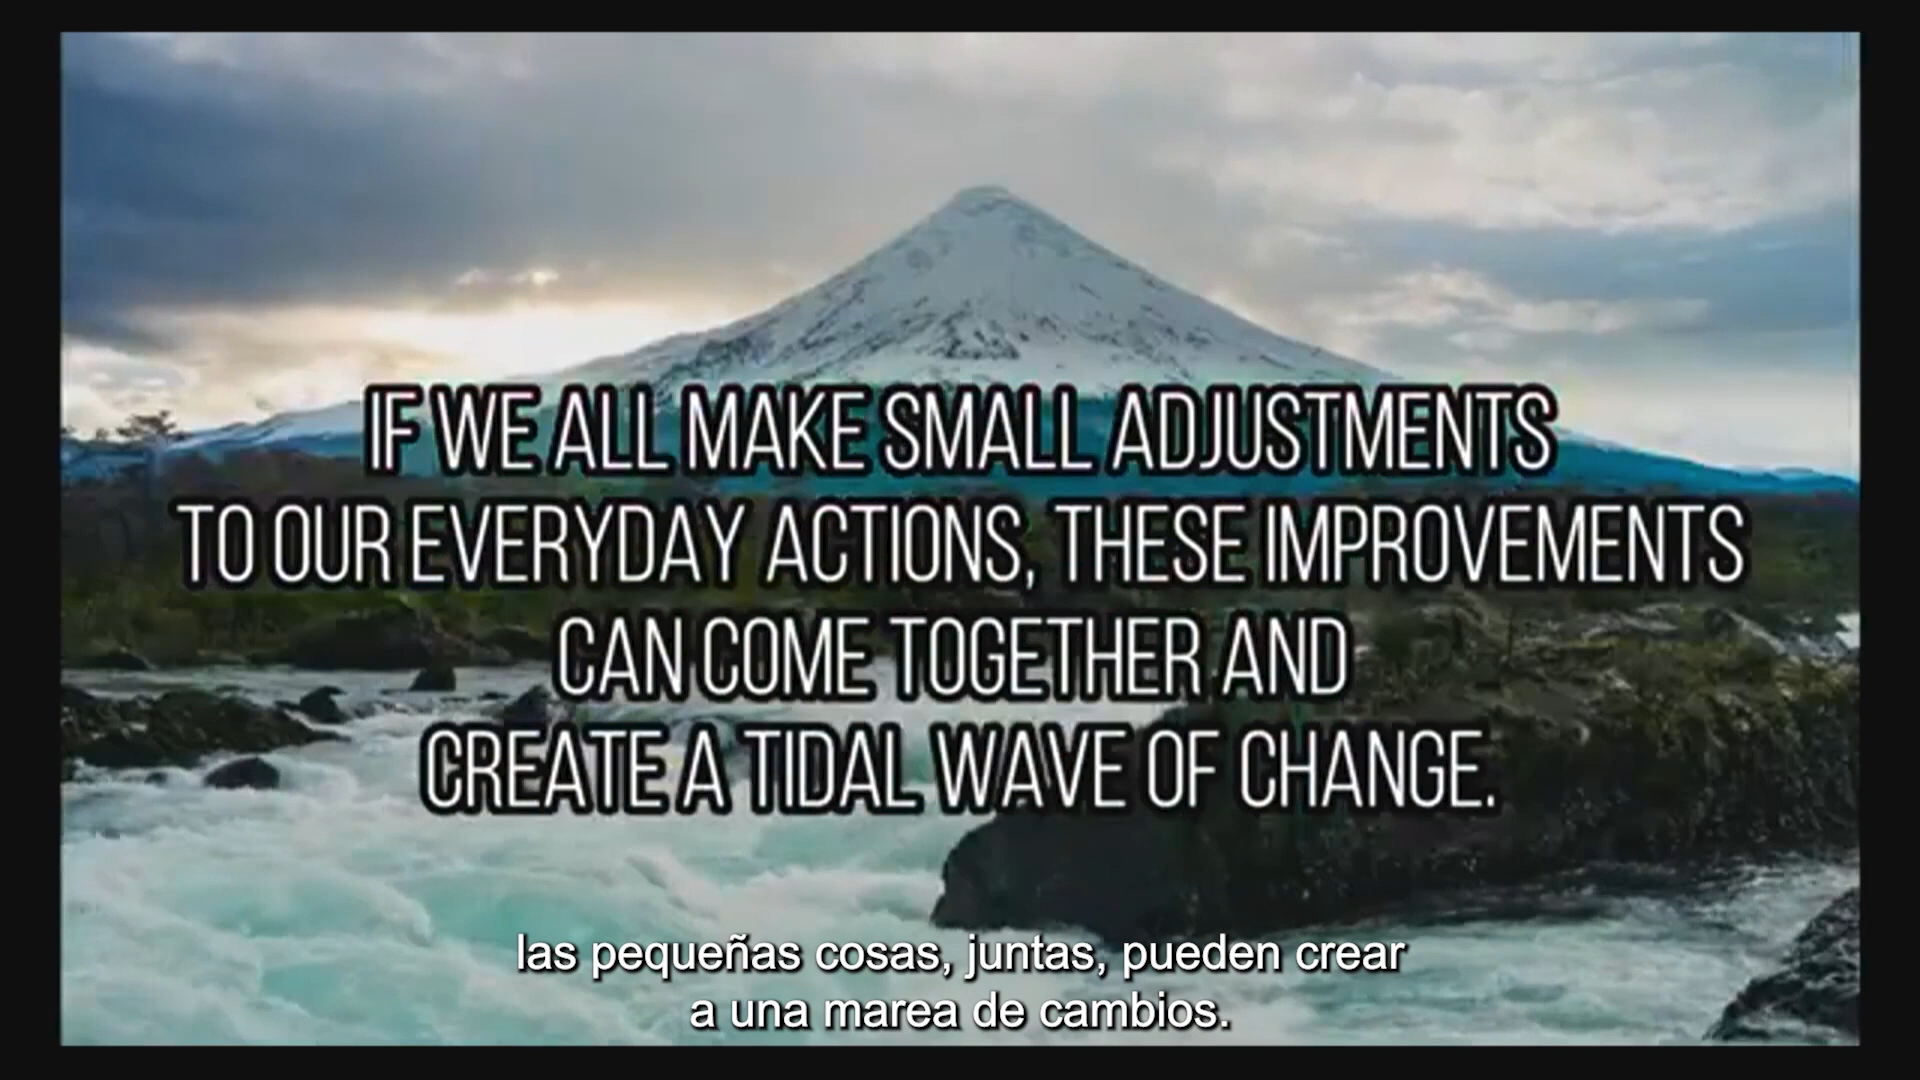 IF WE ALL MAKE SMALL ADJUSTMENTS
TO OUR EVERYDAY ACTIONS, THESE IMPROVEMENTS
CAN COME TOGETHER AND
CREATE A TIDAL WAVE OF CHANGE.
las pequeñas cosas, juntas, pueden crear
a una marea de cambios.